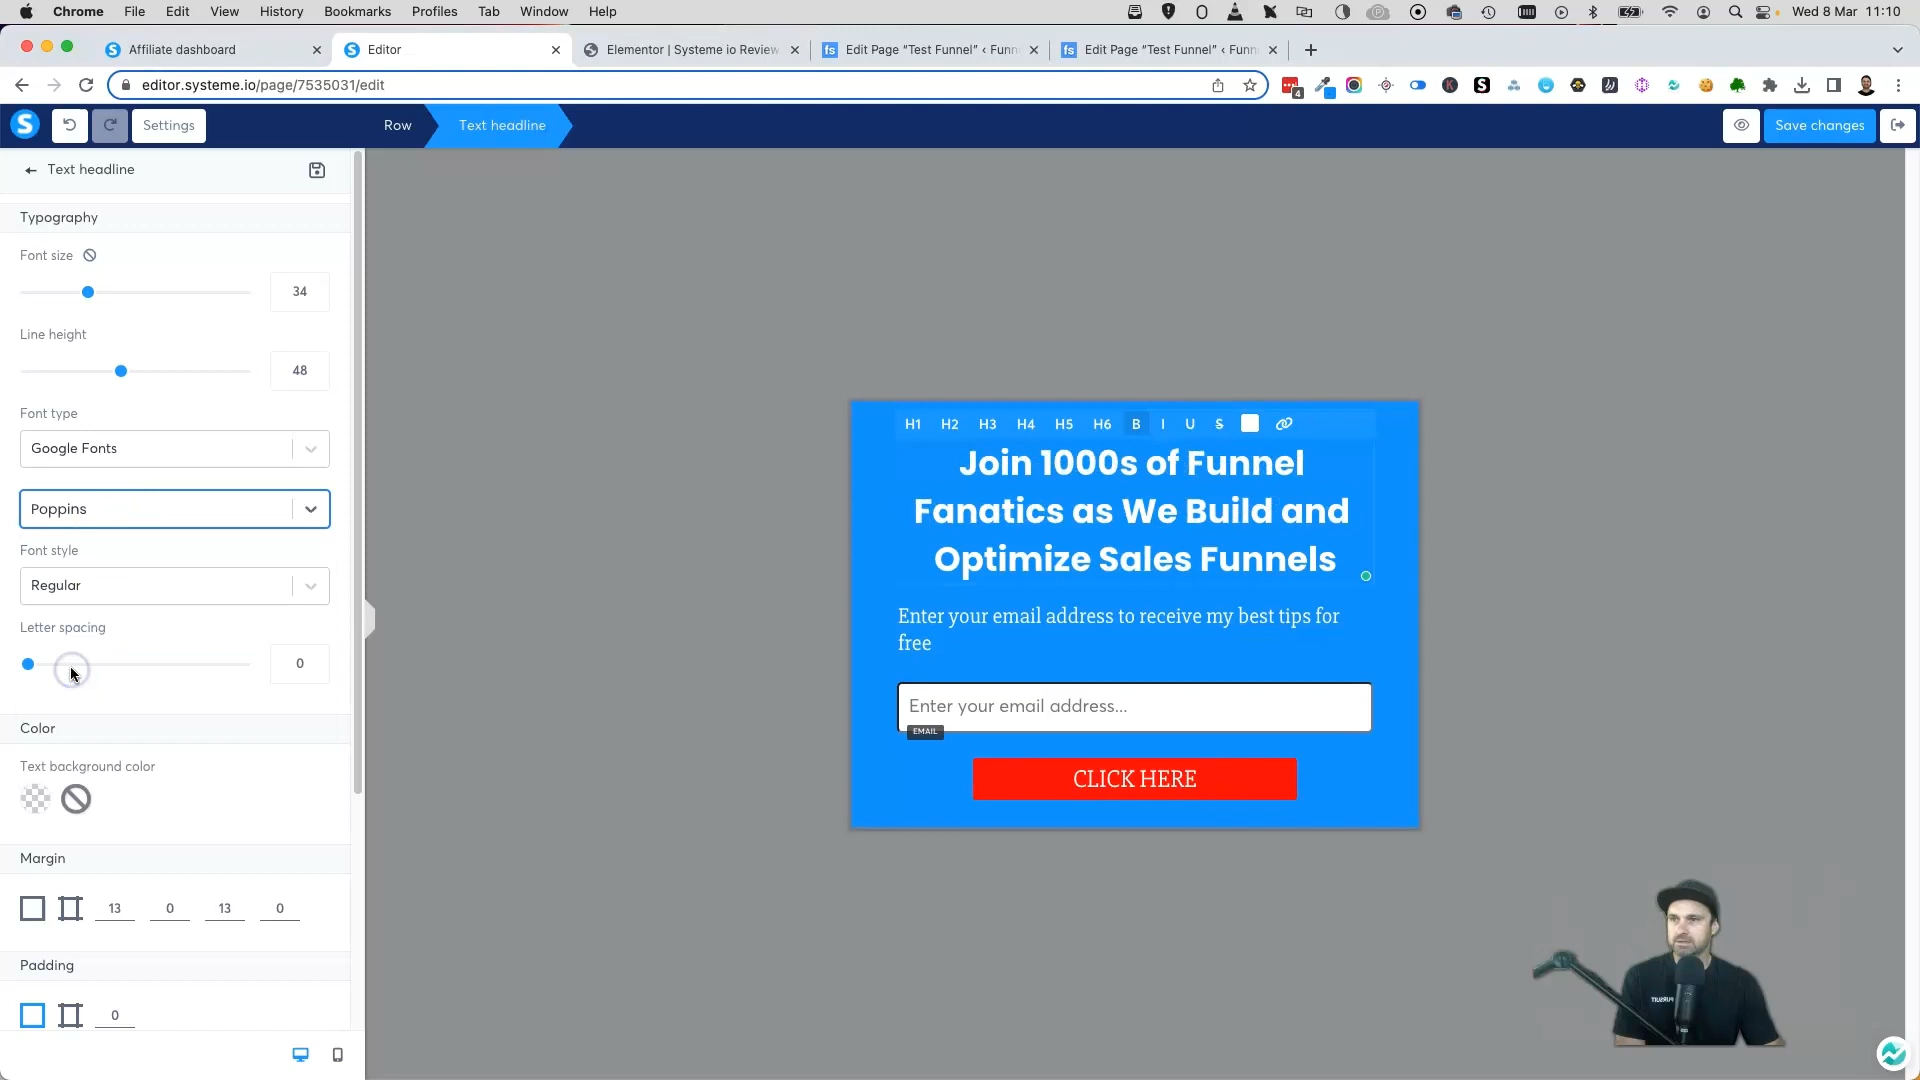 Chrome File Edit View History Bookmarks Profiles Tab Window Help
Wed 8 Mar 11:10
Affiliate dashboard
Editor
Elementor | Systeme io Review
Edit Page “Test Funnel” ‹ Funn
Edit Page “Test Funnel” ‹ Funn
editor.systeme.io/page/7535031/edit
4
Settings
Row
Text headline
Save changes
Text headline
Typography
Font size
34
Line height
48
Font type
Google Fonts
Poppins
Font style
Regular
Letter spacing
0
Color
Text background color
Margin
13 0 13 0
Padding
0
H1 H2 H3 H4 H5 H6 B I U S
Join 1000s of Funnel
Fanatics as We Build and
Optimize Sales Funnels
Enter your email address to receive my best tips for
free
Enter your email address...
EMAIL
CLICK HERE